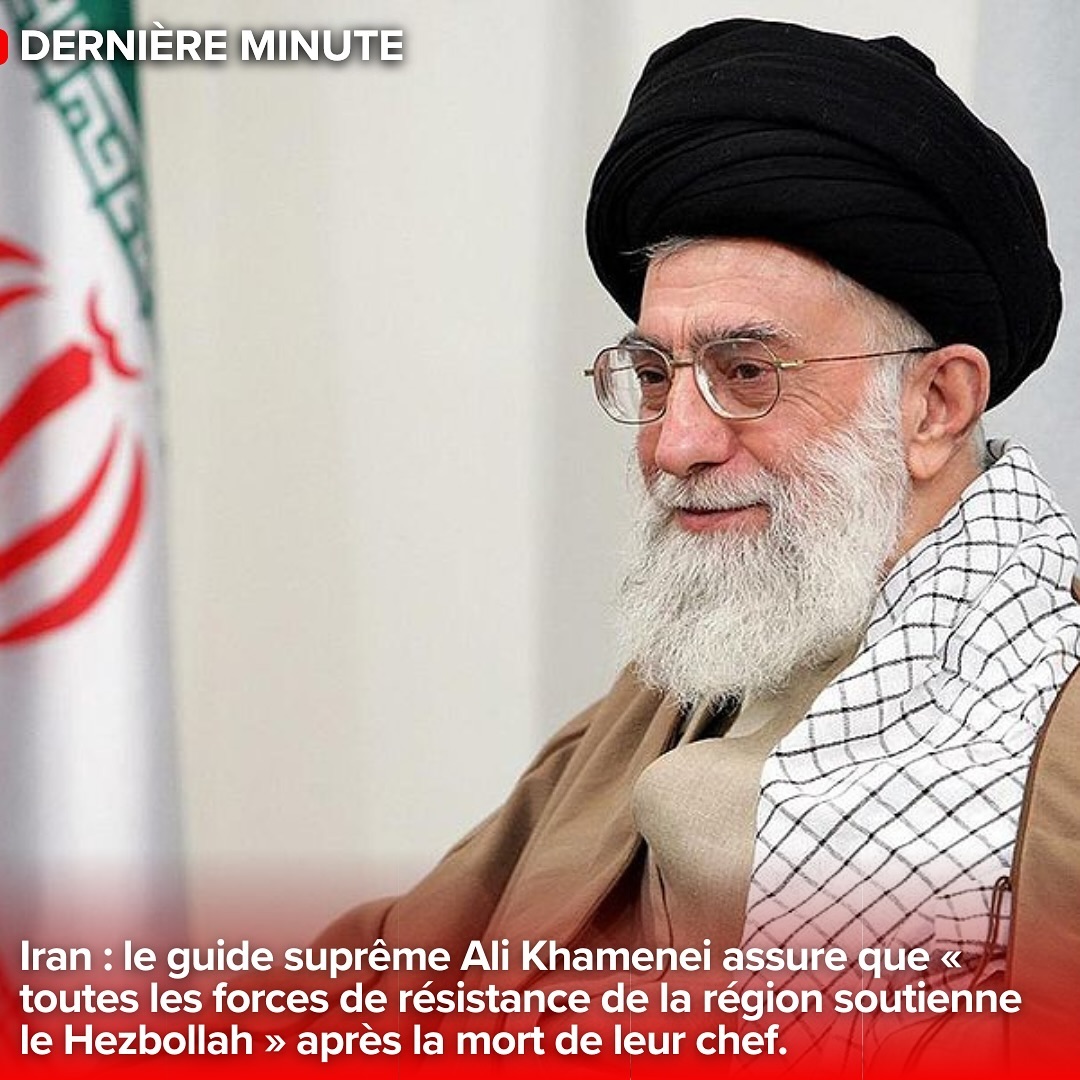 DERNIÈRE MINUTE
Iran : le guide suprême Ali Khamenei assure que «
toutes les forces de résistance de la région soutienne
le Hezbollah » après la mort de leur chef.